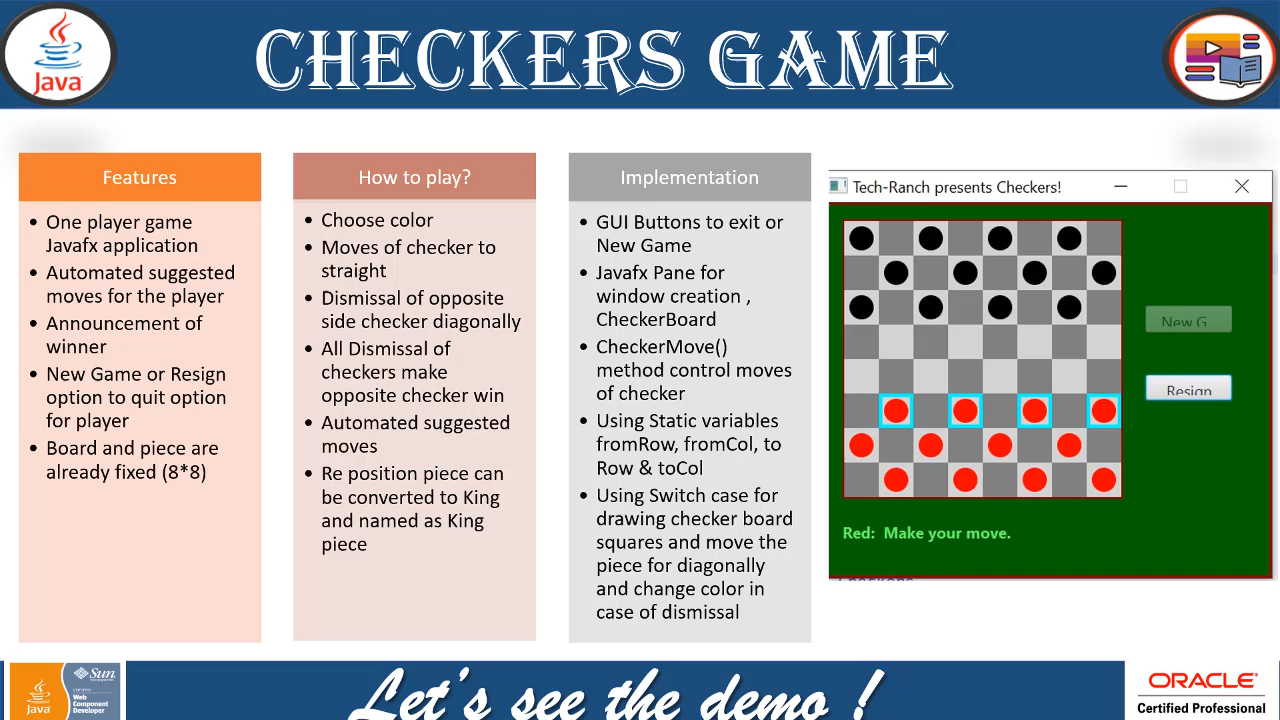 Java
CHECKERS GAME
Features
• One player game
Javafx application
• Automated suggested
moves for the player
• Announcement of
winner
• New Game or Resign
option to quit option
for player
• Board and piece are
already fixed (8*8)
How to play?
• Choose color
• Moves of checker to
straight
• Dismissal of opposite
side checker diagonally
• All Dismissal of
checkers make
opposite checker win
• Automated suggested
moves
• Re position piece can
be converted to King
and named as King
piece
Implementation
• GUI Buttons to exit or
New Game
• Javafx Pane for
window creation ,
CheckerBoard
• CheckerMove()
method control moves
of checker
• Using Static variables
fromRow, fromCol, to
Row & toCol
• Using Switch case for
drawing checker board
squares and move the
piece for diagonally
and change color in
case of dismissal
Tech-Ranch presents Checkers!
New G
Resign
Red: Make your move.
Java
Sun
Web
Component
Developer
Let's see the demo !
ORACLE
Certified Professional